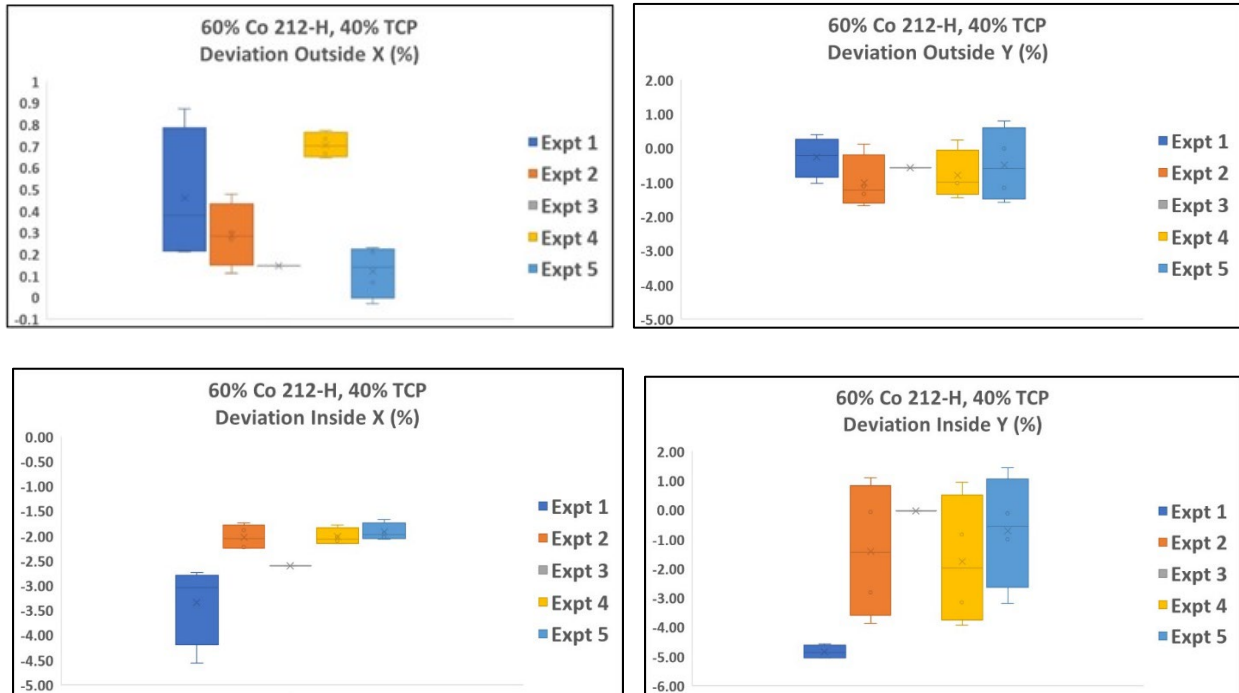 60% Co 212-H, 40% TCP
Deviation Outside X (%)
1
0.9
0.8
0.7
0.6
0.5
0.4
0.3
0.2
0.1
0
-0.1
Expt 1
Expt 2
Expt 3
Expt 4
Expt 5
60% Co 212-H, 40% TCP
Deviation Outside Y (%)
2.00
1.00
0.00
-1.00
-2.00
-3.00
-4.00
-5.00
Expt 1
Expt 2
Expt 3
Expt 4
Expt 5
60% Co 212-H, 40% TCP
Deviation Inside X (%)
0.00
-0.50
-1.00
-1.50
-2.00
-2.50
-3.00
-3.50
-4.00
-4.50
-5.00
Expt 1
Expt 2
Expt 3
Expt 4
Expt 5
60% Co 212-H, 40% TCP
Deviation Inside Y (%)
2.00
1.00
0.00
-1.00
-2.00
-3.00
-4.00
-5.00
-6.00
Expt 1
Expt 2
Expt 3
Expt 4
Expt 5